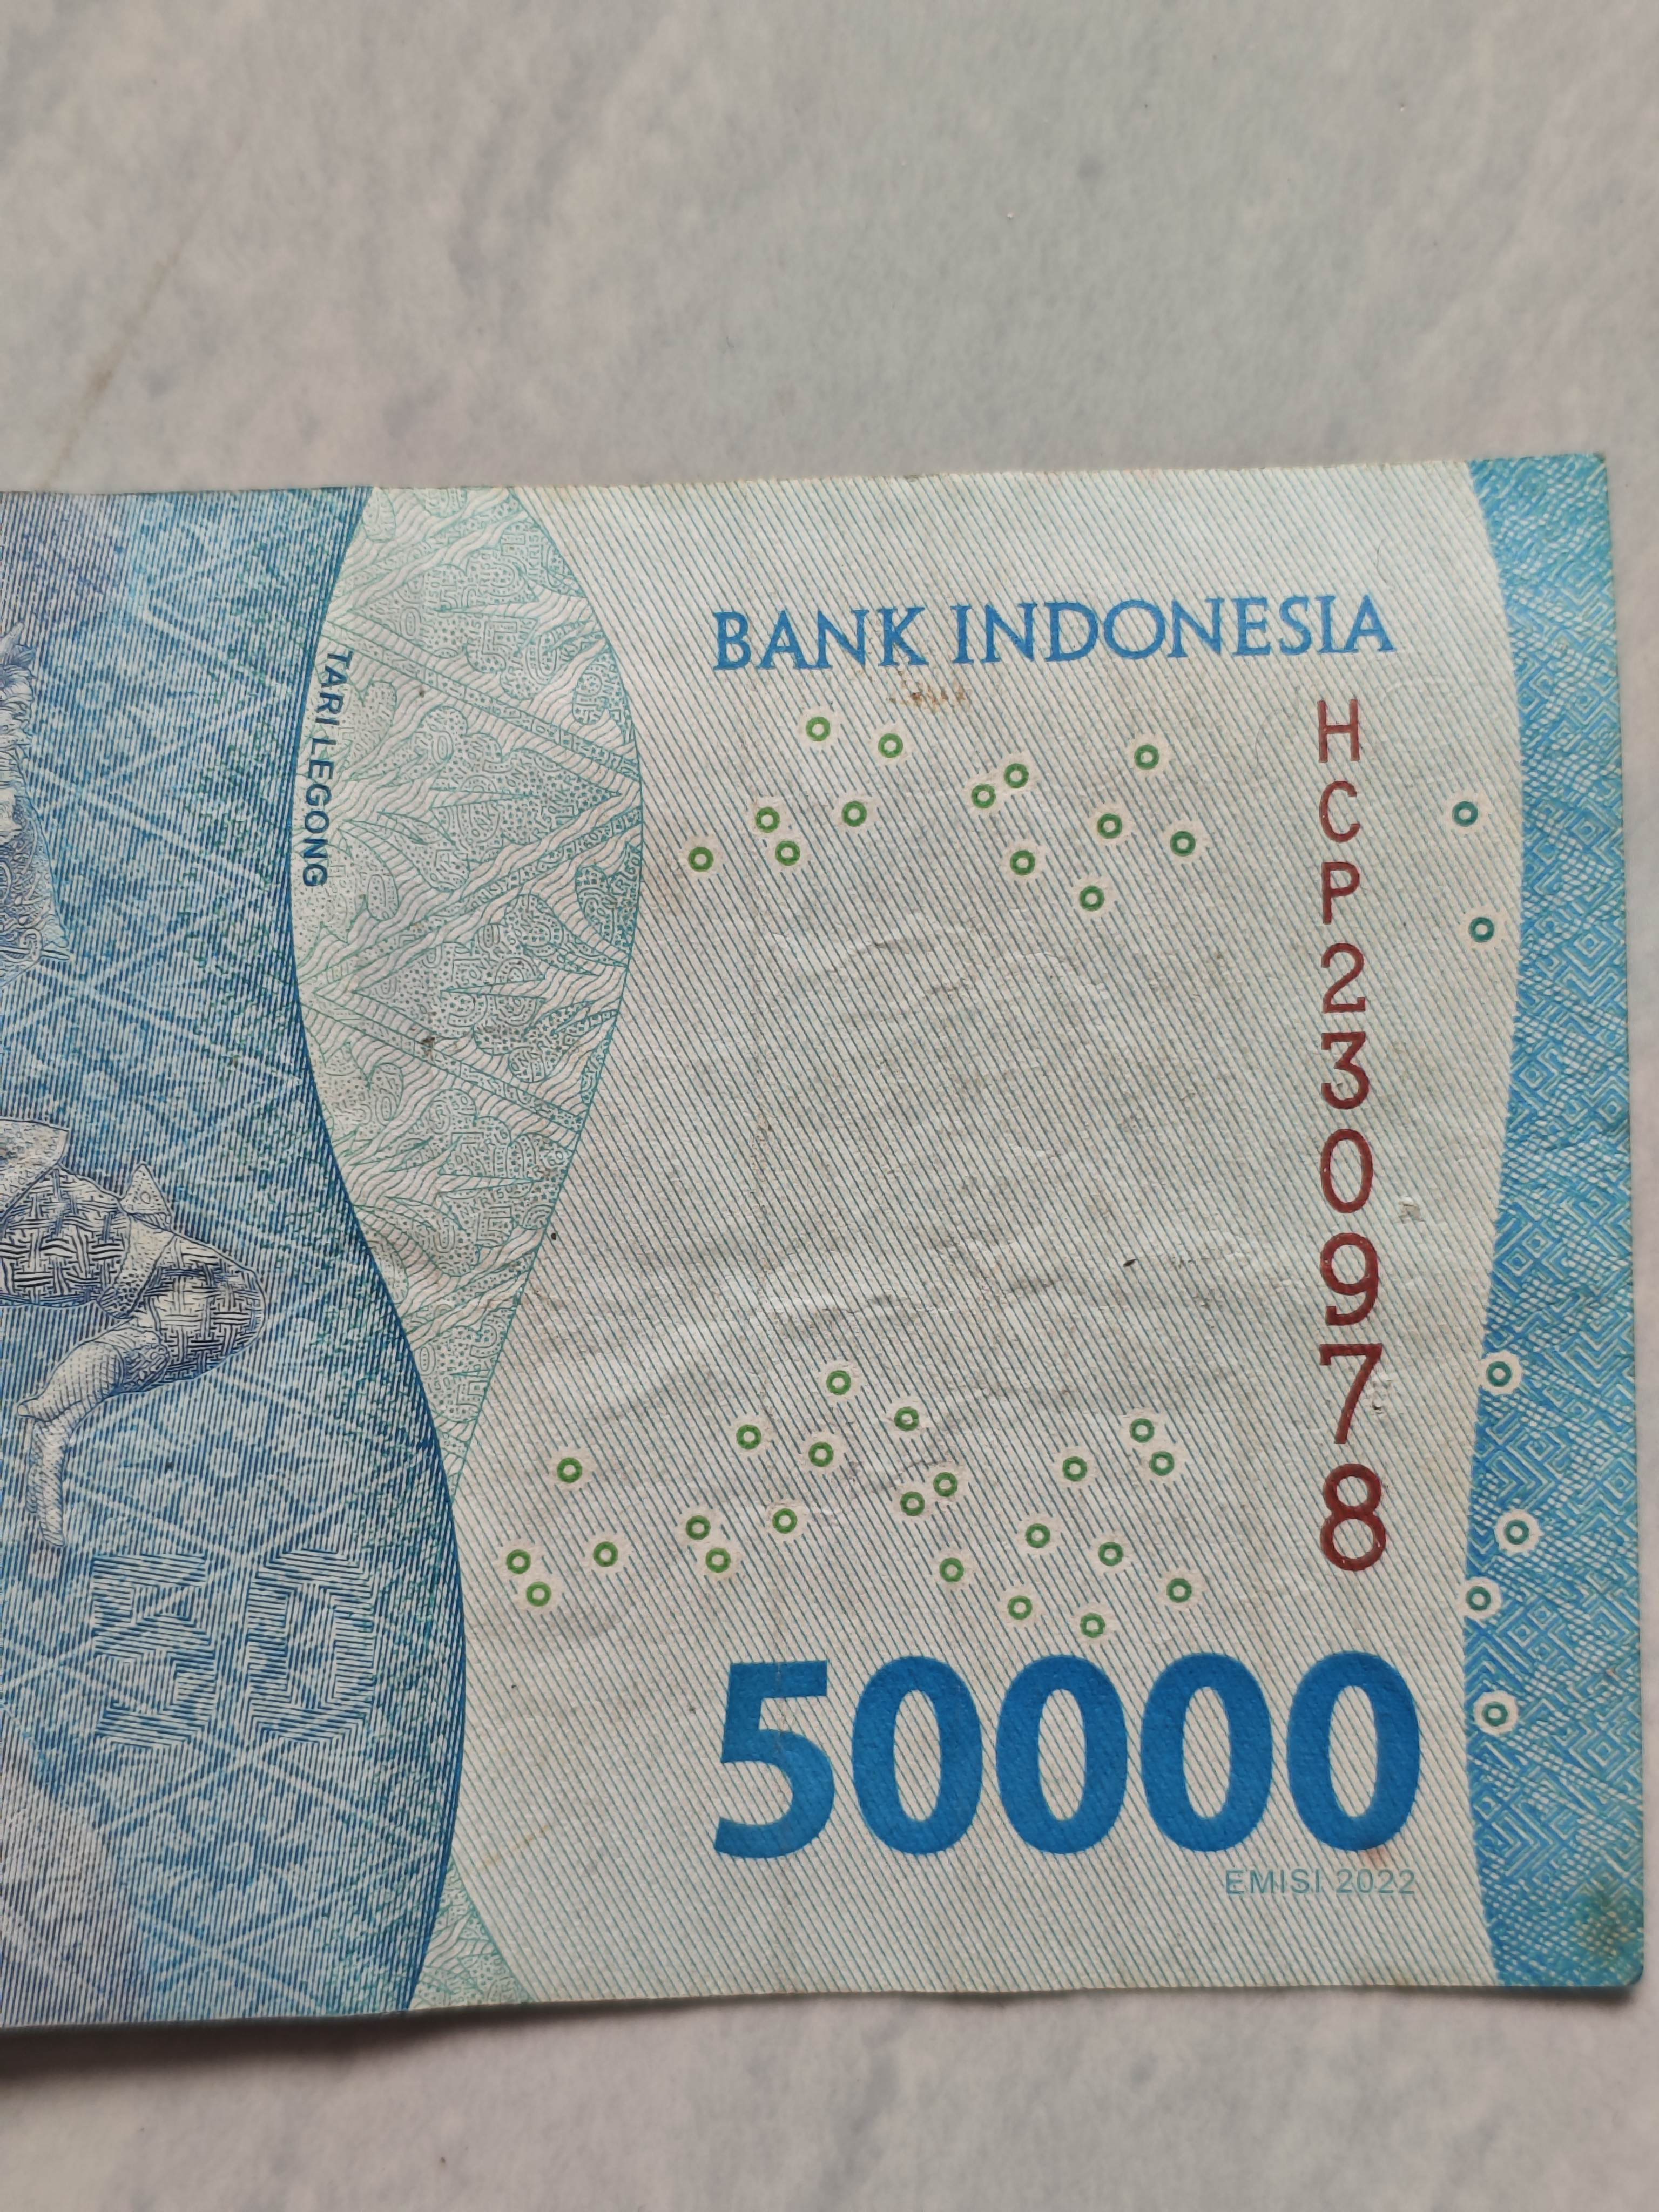 TARI LEGONG
BANK INDONESIA
HCP230978
50000
EMISI 2022